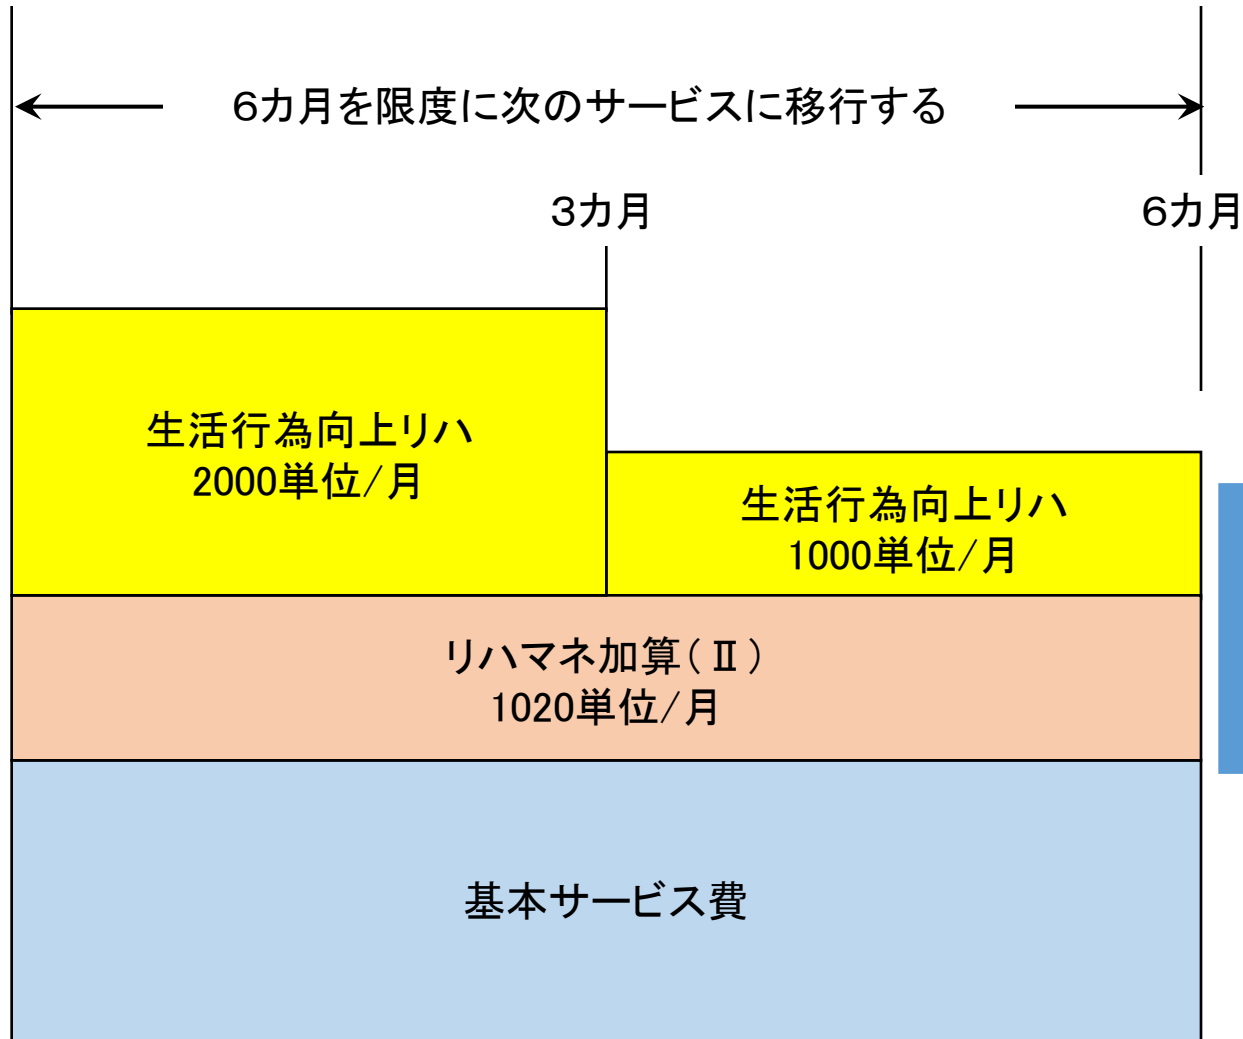 6カ月を限度に次のサービスに移行する
3カ月
6カ月
生活行為向上リハ
2000単位/月
生活行為向上リハ
1000単位/月
リハマネ加算(Ⅱ)
1020単位/月
基本サービス費